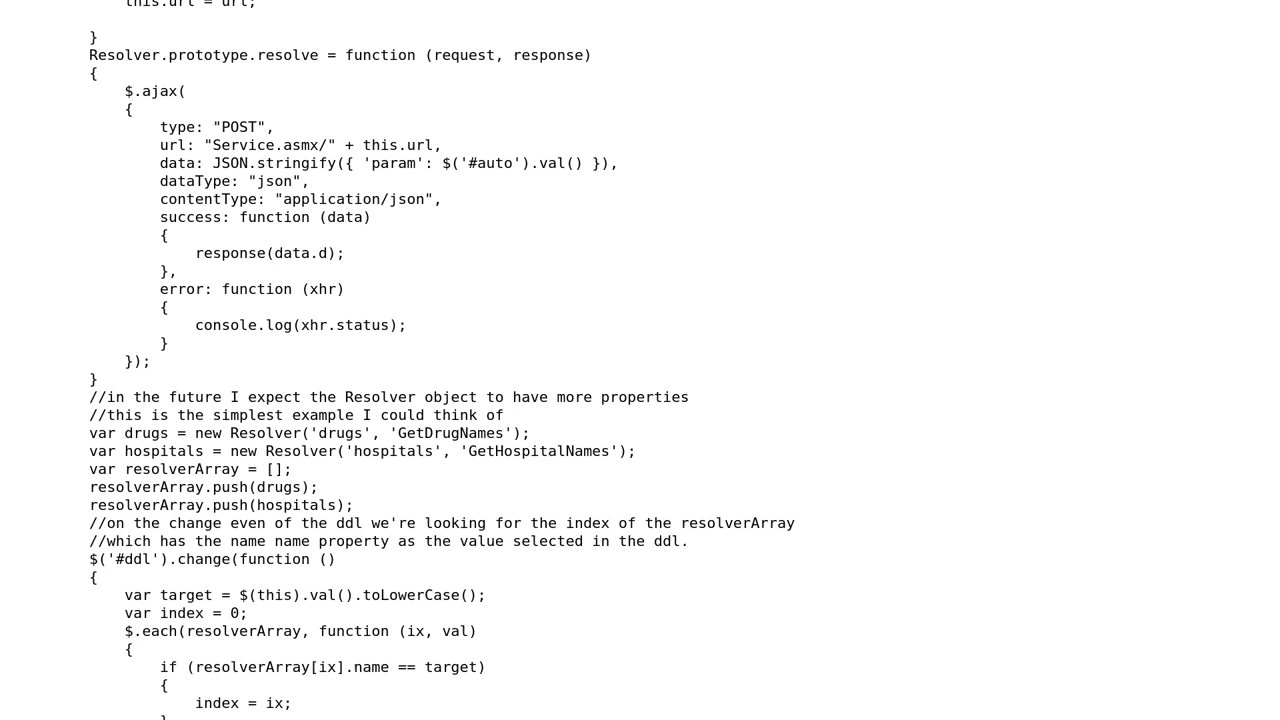 this.url = url;
}
Resolver.prototype.resolve = function (request, response)
{
$.ajax(
{
type: "POST",
url: "Service.asmx/" + this.url,
data: JSON.stringify({ 'param': $('#auto').val() }),
dataType: "json",
contentType: "application/json",
success: function (data)
{
response(data.d);
},
error: function (xhr)
{
console.log(xhr.status);
}
});
}
//in the future I expect the Resolver object to have more properties
//this is the simplest example I could think of
var drugs = new Resolver('drugs', 'GetDrugNames');
var hospitals = new Resolver('hospitals', 'GetHospitalNames');
var resolverArray = [];
resolverArray.push(drugs);
resolverArray.push(hospitals);
//on the change even of the ddl we're looking for the index of the resolverArray
//which has the name name property as the value selected in the ddl.
$('#ddl').change(function ()
{
var target = $(this).val().toLowerCase();
var index = 0;
$.each(resolverArray, function (ix, val)
{
if (resolverArray[ix].name == target)
{
index = ix;
}